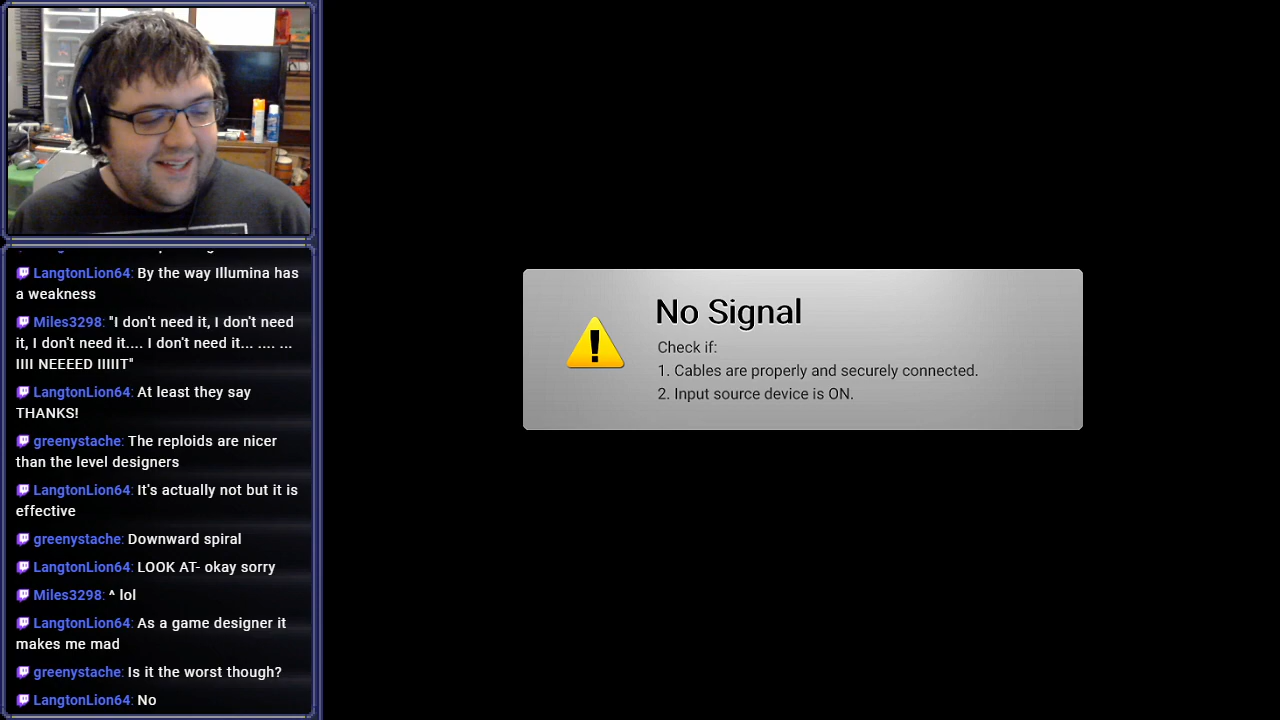 LangtonLion64: By the way Illumina has
a weakness
Miles3298: "I don't need it, I don't need
it, I don't need it.... I don't need it... .... ...
IIII NEEEED IIIIIT"
LangtonLion64: At least they say
THANKS!
greenystache: The reploids are nicer
than the level designers
LangtonLion64: It's actually not but it is
effective
greenystache: Downward spiral
LangtonLion64: LOOK AT- okay sorry
Miles3298: ^ lol
LangtonLion64: As a game designer it
makes me mad
greenystache: Is it the worst though?
LangtonLion64: No
No Signal
Check if:
1. Cables are properly and securely connected.
2. Input source device is ON.